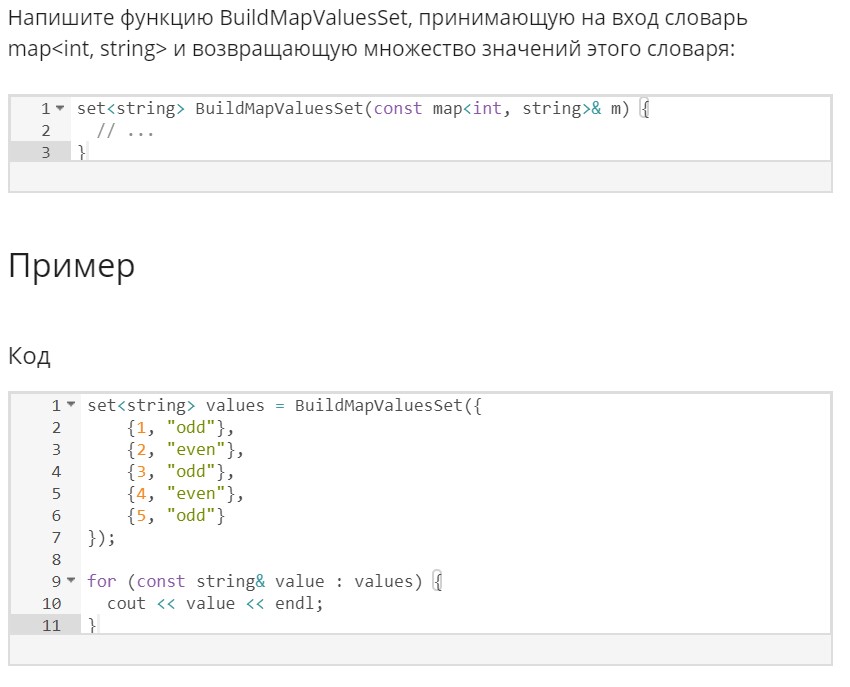 Напишите функцию BuildMapValuesSet, принимающую на вход словарь
map<int, string> и возвращающую множество значений этого словаря:
1 set<string> BuildMapValuesSet(const map<int, string>& m) {
2   // ...
3 }
Пример
Код
1 set<string> values = BuildMapValuesSet({
2     {1, "odd"},
3     {2, "even"},
4     {3, "odd"},
5     {4, "even"},
6     {5, "odd"}
7 });
8
9 for (const string& value : values) {
10   cout << value << endl;
11 }